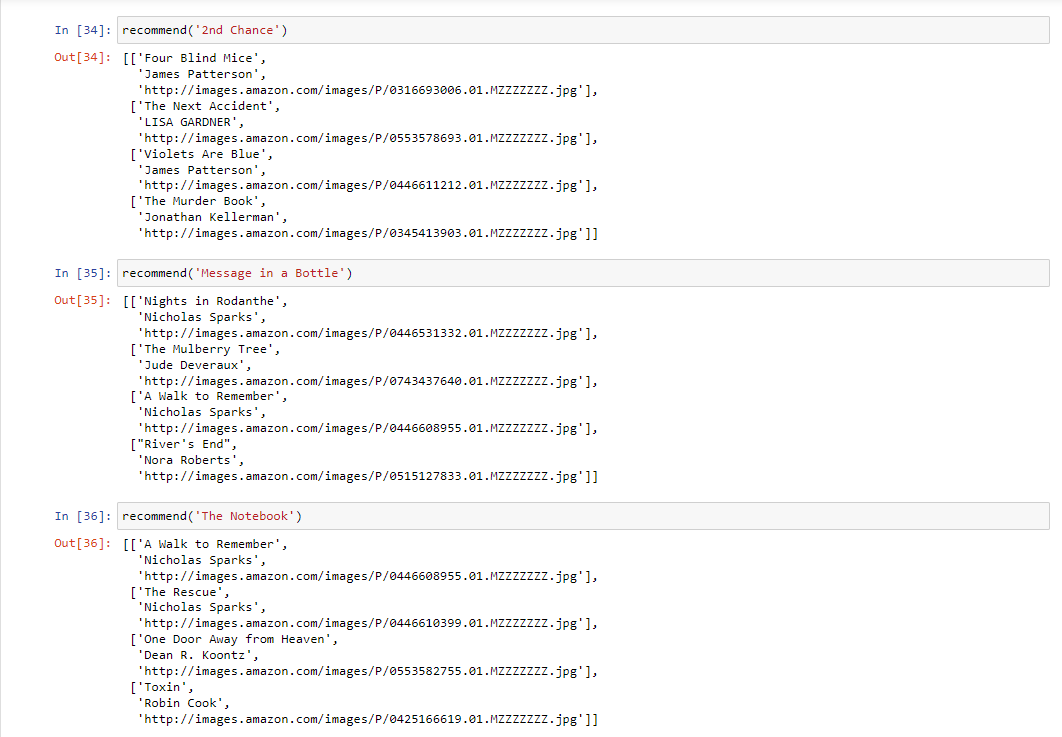 In [34]: recommend('2nd Chance')
Out[34]: [['Four Blind Mice',
'James Patterson',
'http://images.amazon.com/images/P/0316693006.01.MZZZZZZZ.jpg'],
['The Next Accident',
'LISA GARDNER',
'http://images.amazon.com/images/P/0553578693.01.MZZZZZZZ.jpg'],
['Violets Are Blue',
'James Patterson',
'http://images.amazon.com/images/P/0446611212.01.MZZZZZZZ.jpg'],
['The Murder Book',
'Jonathan Kellerman',
'http://images.amazon.com/images/P/0345413903.01.MZZZZZZZ.jpg']]
In [35]: recommend('Message in a Bottle')
Out[35]: [['Nights in Rodanthe',
'Nicholas Sparks',
'http://images.amazon.com/images/P/0446531332.01.MZZZZZZZ.jpg'],
['The Mulberry Tree',
'Jude Deveraux',
'http://images.amazon.com/images/P/0743437640.01.MZZZZZZZ.jpg'],
['A Walk to Remember',
'Nicholas Sparks',
'http://images.amazon.com/images/P/0446608955.01.MZZZZZZZ.jpg'],
["River's End",
'Nora Roberts',
'http://images.amazon.com/images/P/0515127833.01.MZZZZZZZ.jpg']]
In [36]: recommend('The Notebook')
Out[36]: [['A Walk to Remember',
'Nicholas Sparks',
'http://images.amazon.com/images/P/0446608955.01.MZZZZZZZ.jpg'],
['The Rescue',
'Nicholas Sparks',
'http://images.amazon.com/images/P/0446610399.01.MZZZZZZZ.jpg'],
['One Door Away from Heaven',
'Dean R. Koontz',
'http://images.amazon.com/images/P/0553582755.01.MZZZZZZZ.jpg'],
['Toxin',
'Robin Cook',
'http://images.amazon.com/images/P/0425166619.01.MZZZZZZZ.jpg']]